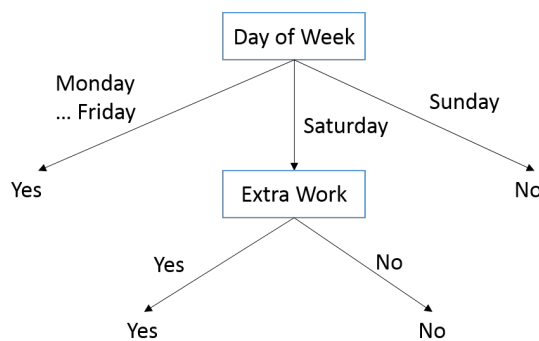 Day of Week
Monday
... Friday
Saturday
Sunday
Yes
Extra Work
No
Yes
No
Yes
No